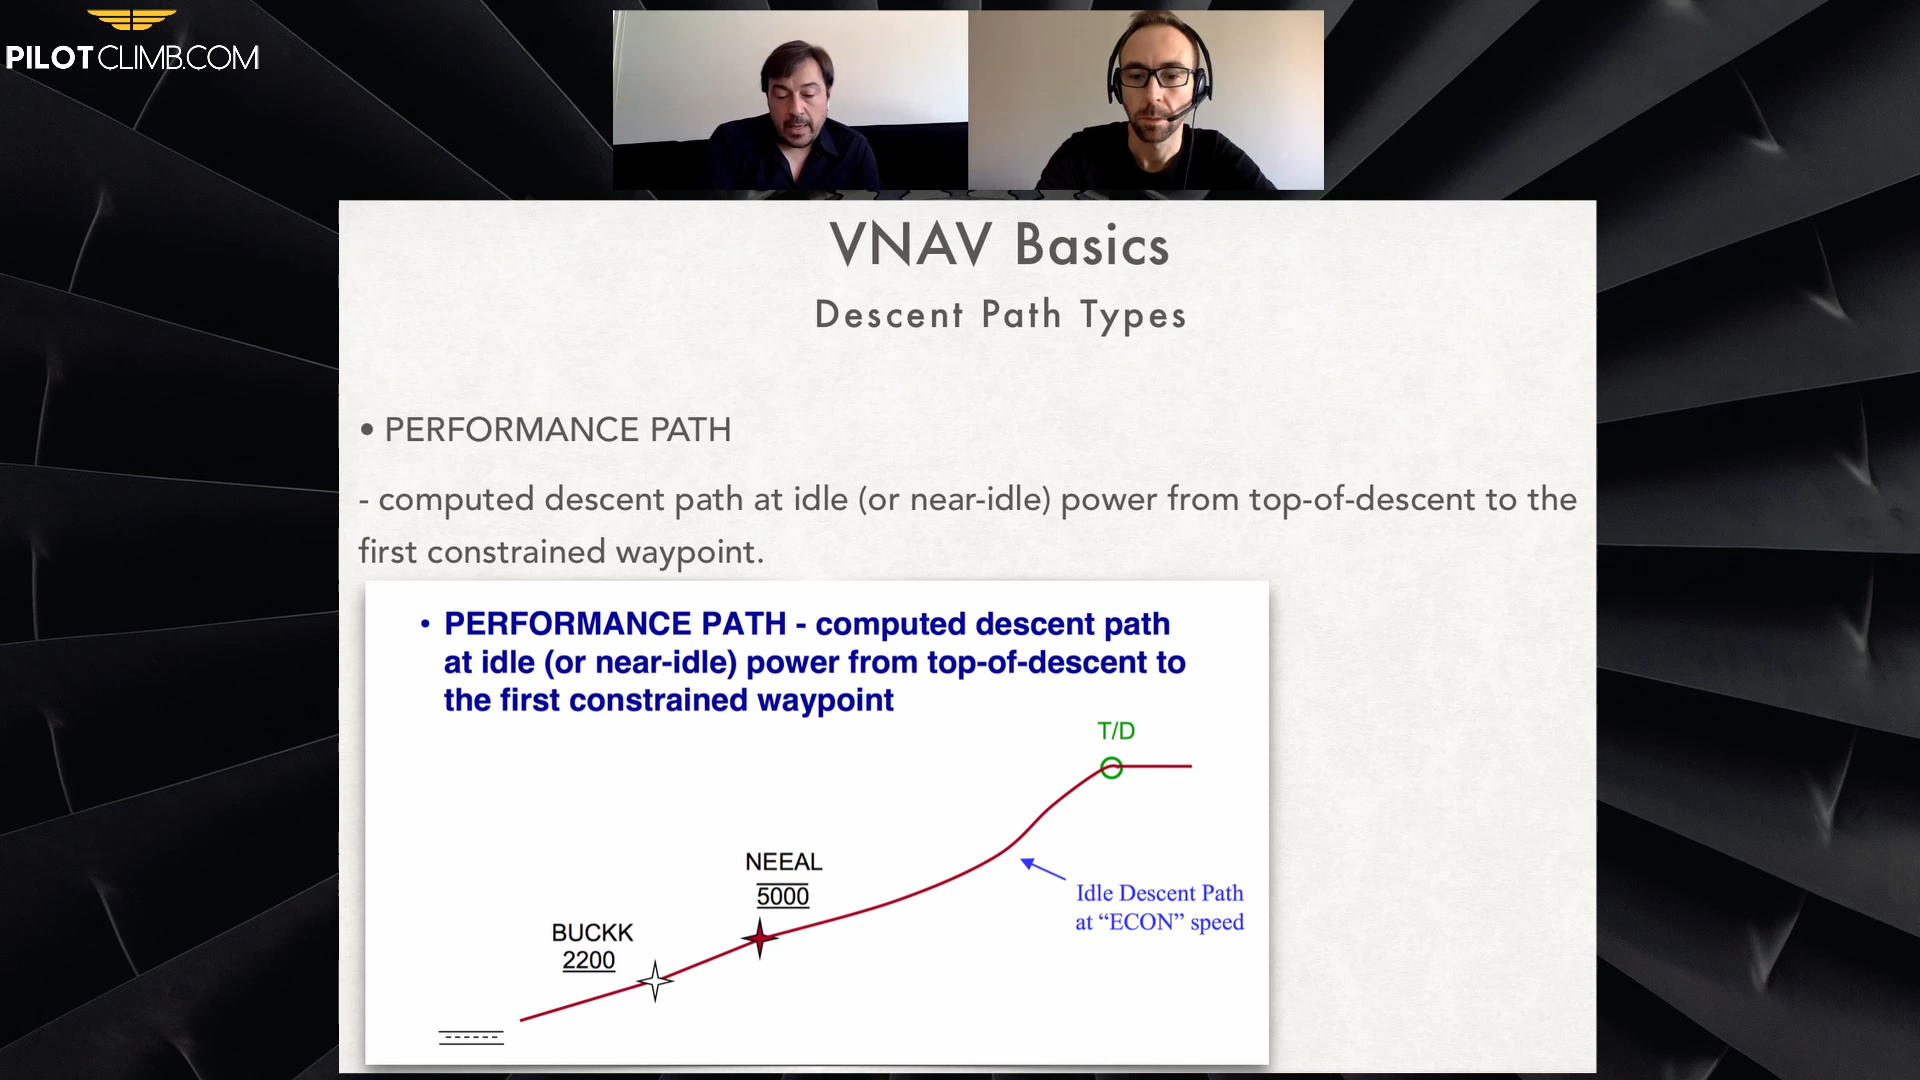 PILOTCLIMB.COM
VNAV Basics
Descent Path Types
• PERFORMANCE PATH
- computed descent path at idle (or near-idle) power from top-of-descent to the
first constrained waypoint.
• PERFORMANCE PATH - computed descent path
at idle (or near-idle) power from top-of-descent to
the first constrained waypoint
T/D
NEEAL
5000
Idle Descent Path
at “ECON” speed
BUCKK
2200